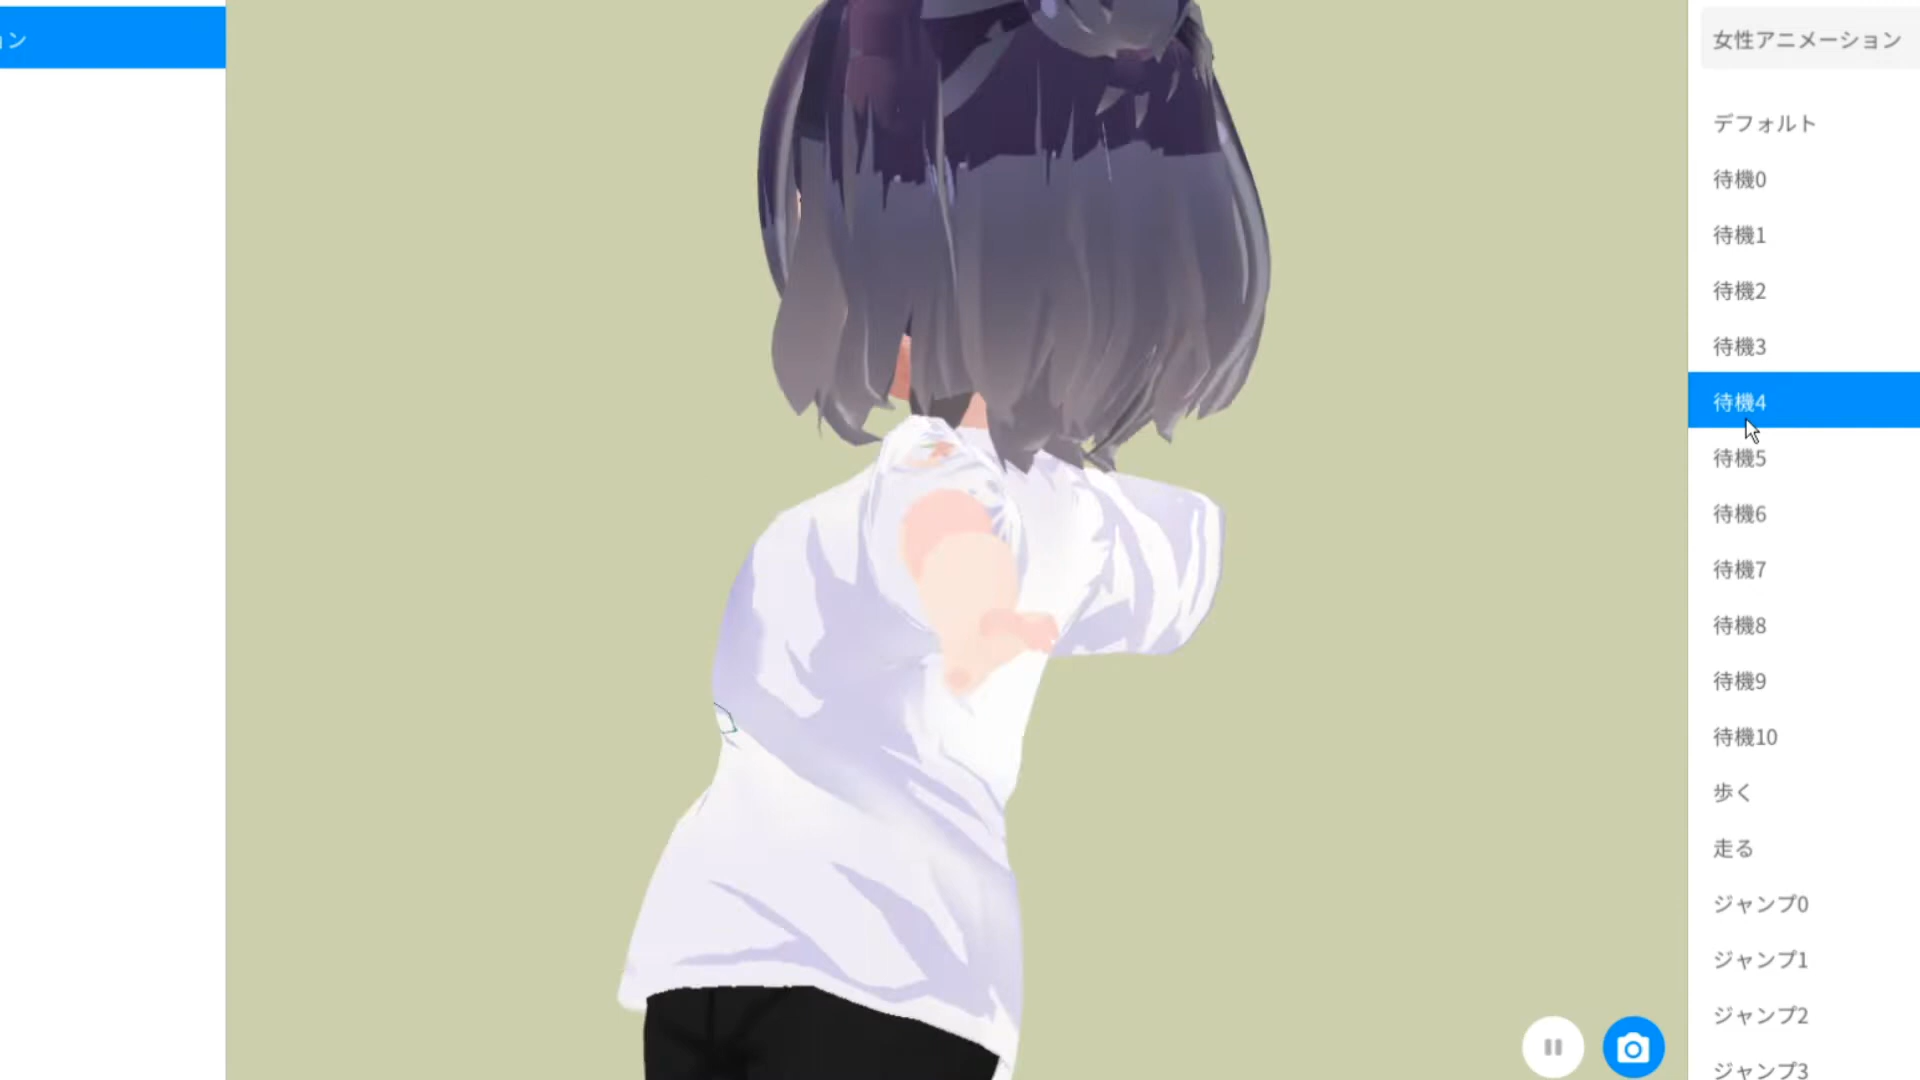 ョン
女性アニメーション
デフォルト
待機0
待機1
待機2
待機3
待機4
待機5
待機6
待機7
待機8
待機9
待機10
歩く
走る
ジャンプ0
ジャンプ1
ジャンプ2
ジャンプ3